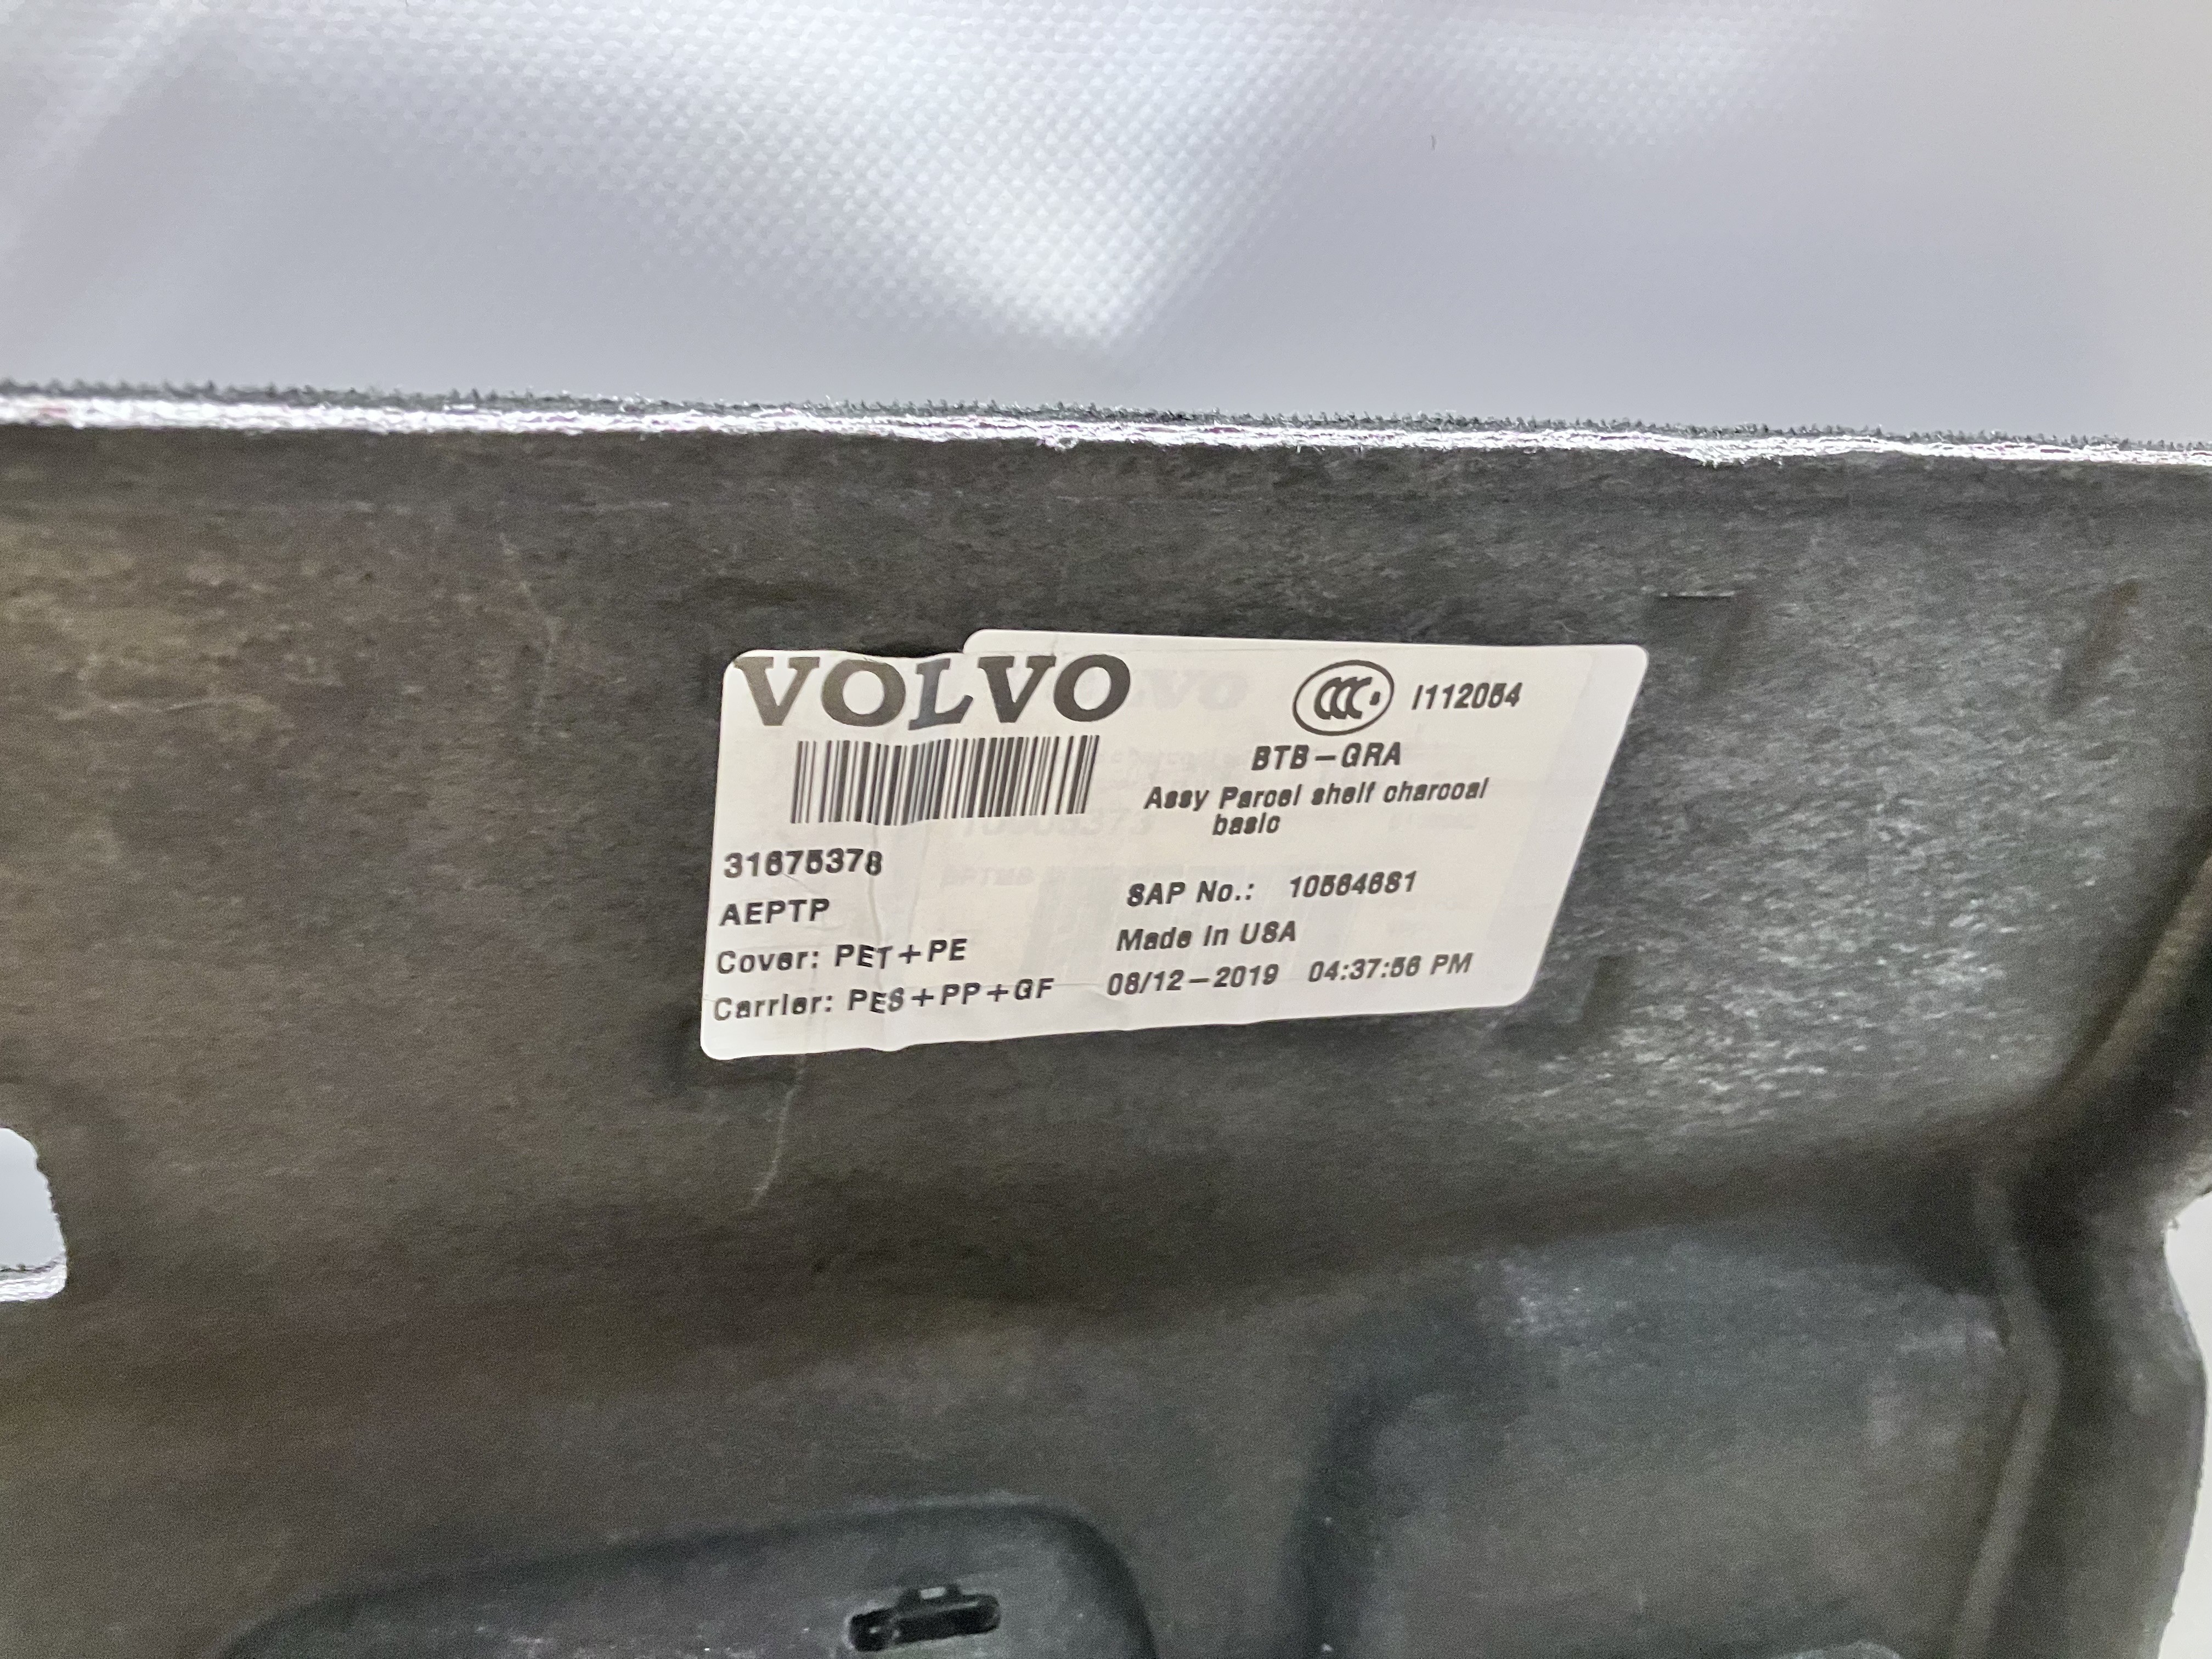 VOLVO
CCC I112054
BTB-GRA
Assy Parcel shelf charcoal
basic
31675378
AEPTP
Cover: PET+PE
Carrier: PES+PP+GF
SAP No.: 10564681
Made In USA
08/12-2019 04:37:56 PM